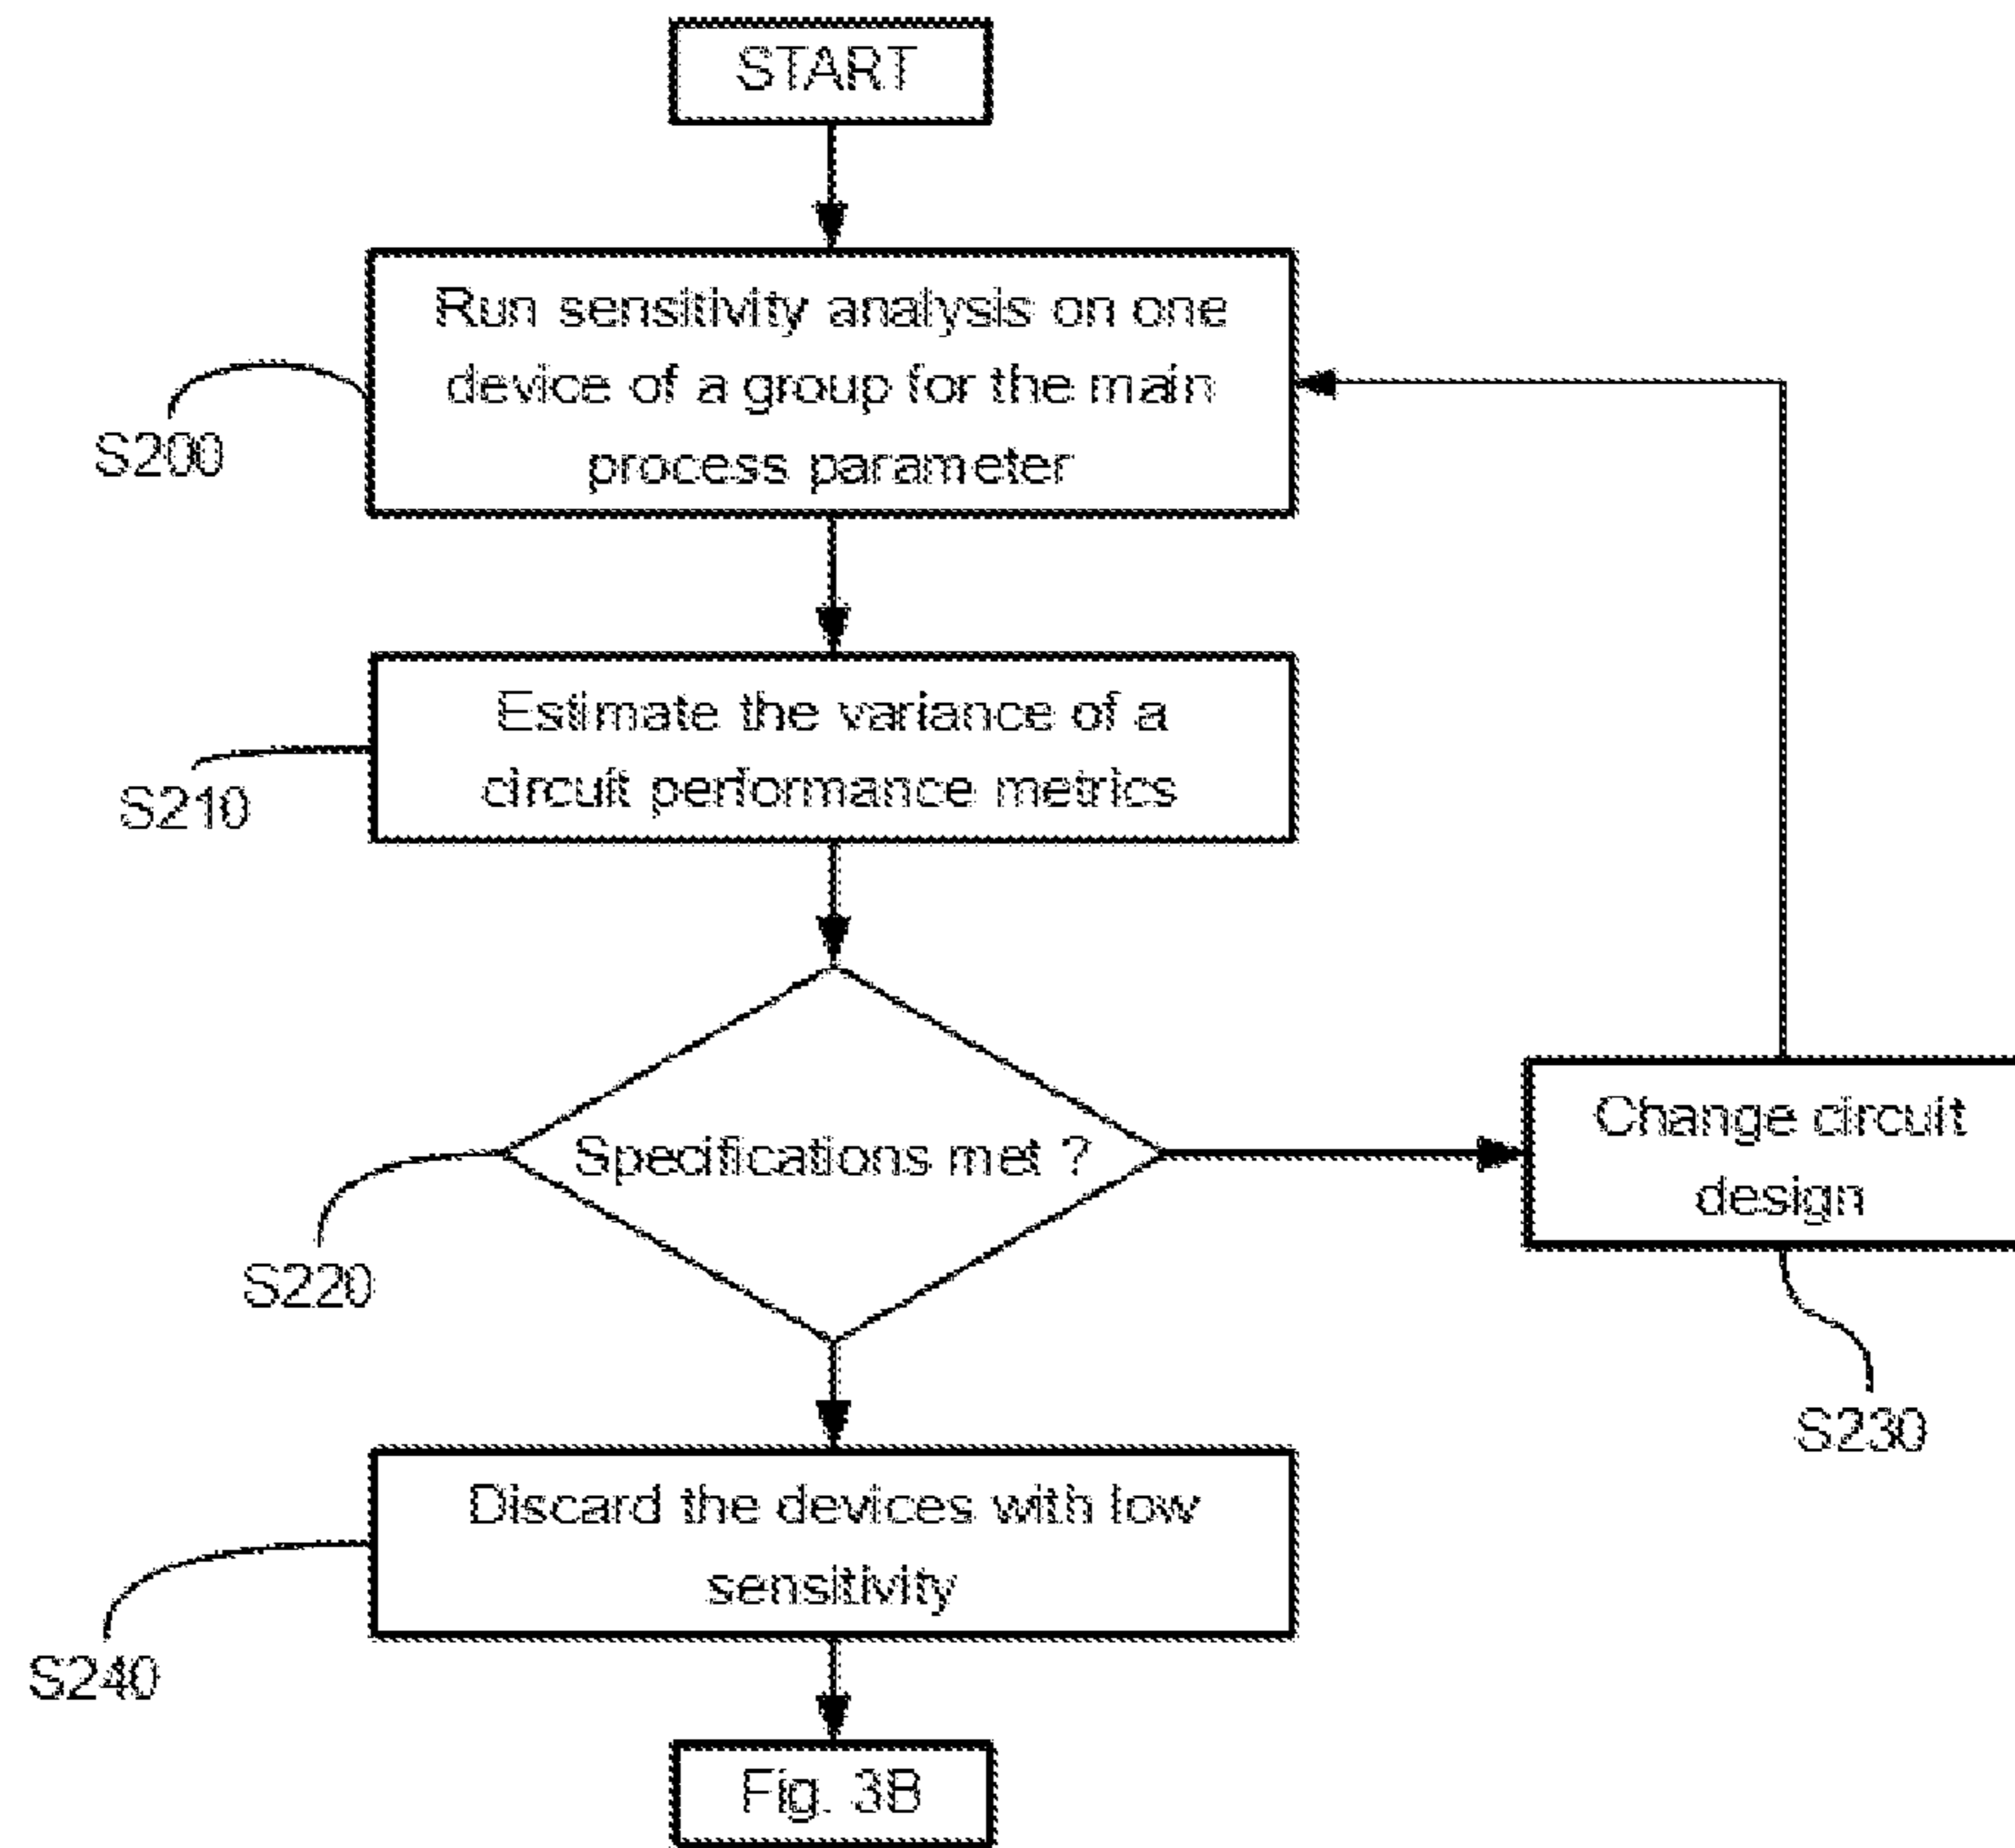 START
Run sensitivity analysis on one
device of a group for the main
process parameter
S200
Estimate the variance of a
circuit performance metrics
S210
Specifications met ?
S220
Change circuit
design
S230
Discard the devices with low
sensitivity
S240
Fig. 3B